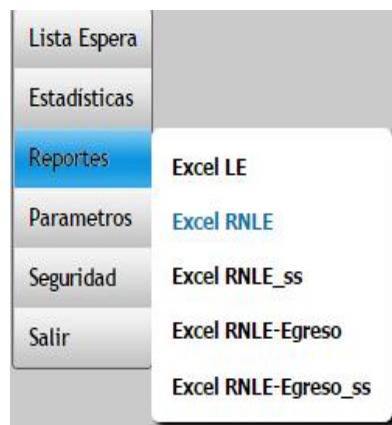 Lista Espera
Estadísticas
Reportes
Parametros
Seguridad
Salir
Excel LE
Excel RNLE
Excel RNLE_ss
Excel RNLE-Egreso
Excel RNLE-Egreso_ss